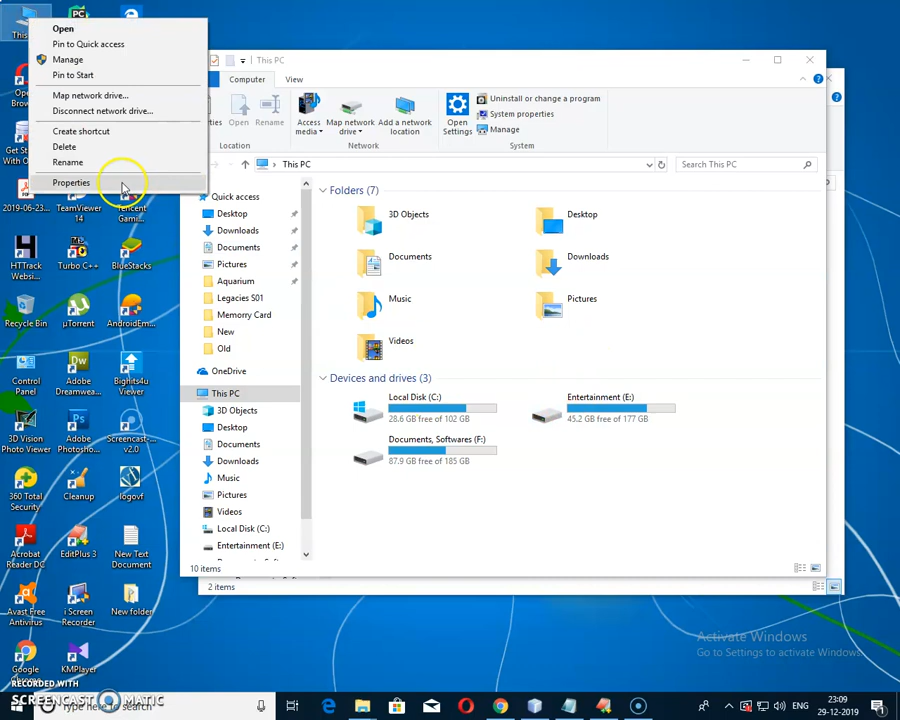 This
Open
Pin to Quick access
Manage
Pin to Start
Map network drive...
Disconnect network drive...
Create shortcut
Delete
Rename
Properties
This PC
Computer
View
Open
Rename
Access media
Map network drive
Add a network location
Open Settings
Uninstall or change a program
System properties
Manage
Location
Network
System
This PC
Search This PC
Quick access
Desktop
Downloads
Documents
Pictures
Aquarium
Legacies S01
Memory Card
New
Old
OneDrive
This PC
3D Objects
Desktop
Documents
Downloads
Music
Pictures
Videos
Local Disk (C:)
Entertainment (E:)
Folders (7)
3D Objects
Desktop
Documents
Downloads
Music
Pictures
Videos
Devices and drives (3)
Local Disk (C:)
28.6 GB free of 102 GB
Entertainment (E:)
45.2 GB free of 177 GB
Documents, Softwares (F:)
87.9 GB free of 185 GB
10 items
2 items
Get St
With O
2019-06-23...
TeamViewer
14
Tencent
Gami...
HTTrack
Websi...
Turbo C++
BlueStacks
Recycle Bin
µTorrent
AndroidEm...
Control
Panel
Adobe
Dreamwea...
Bignits4u
Viewer
3D Vision
Photo Viewer
Adobe
Photosho...
Screencast-...
v2.0
360 Total
Security
Cleanup
logovf
Acrobat
Reader DC
EditPlus 3
New Text
Document
Avast Free
Antivirus
i Screen
Recorder
New folder
Google
KMPlayer
Activate Windows
Go to Settings to activate Windows.
RECORDED WITH
SCREENCAST MATIC
Type here to search
ENG
23:09
29-12-2019
1